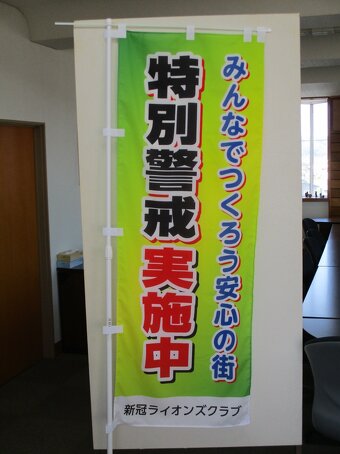 みんなでつくろう安心の街
特別警戒実施中
新冠ライオンズクラブ